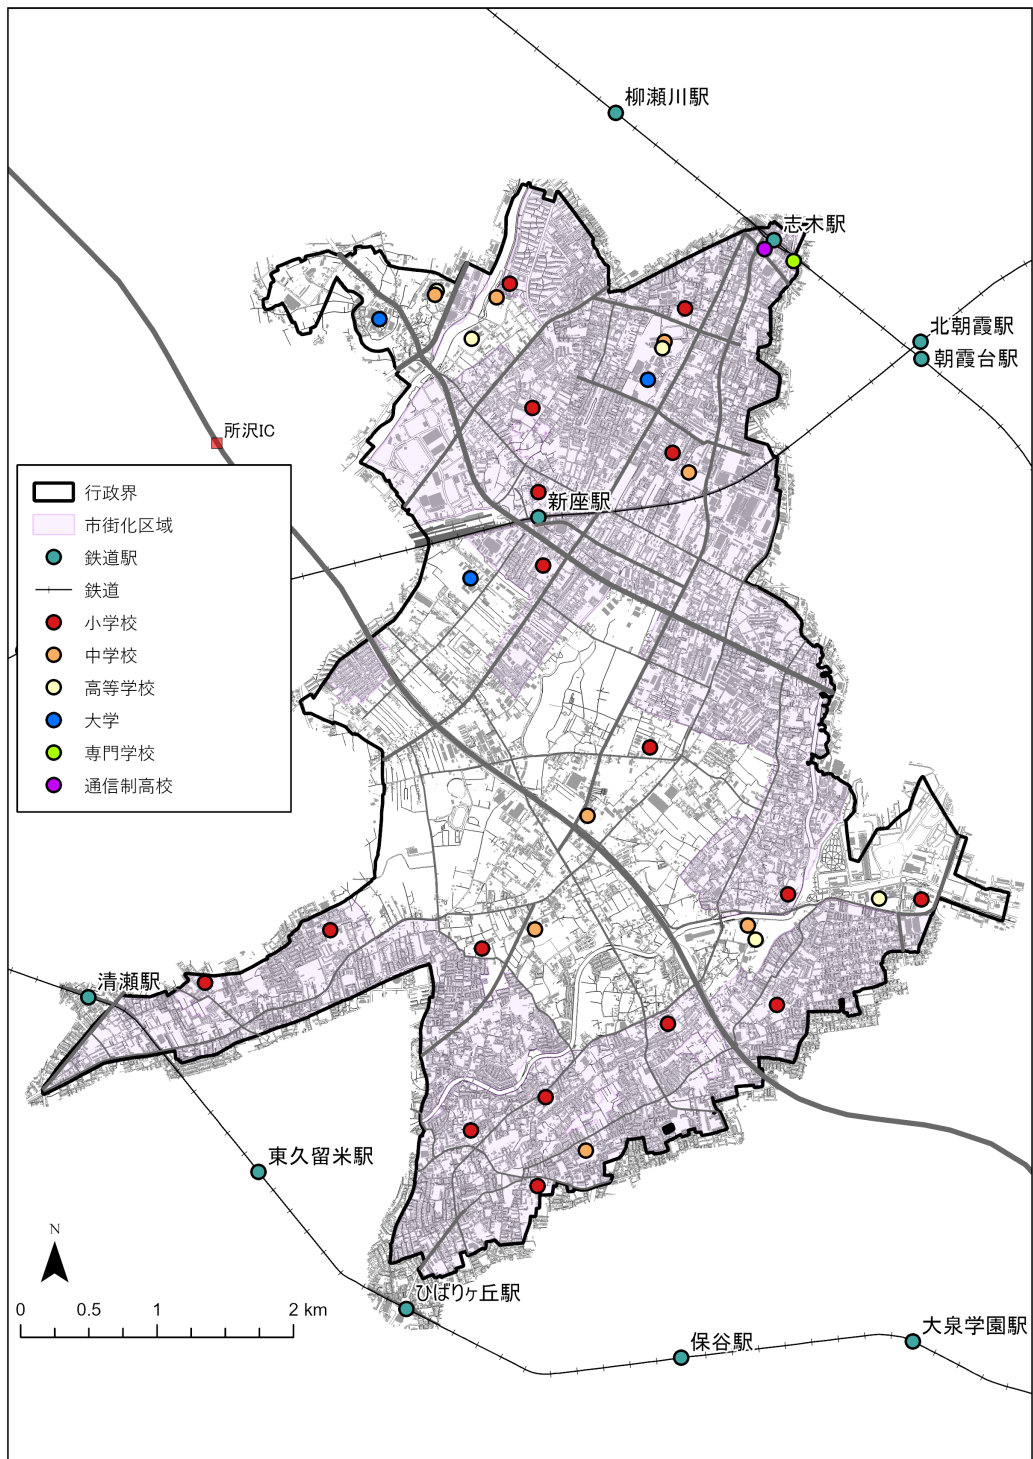 柳瀬川駅
志木駅
北朝霞駅
朝霞台駅
所沢IC
新座駅
行政界
市街化区域
鉄道駅
鉄道
小学校
中学校
高等学校
大学
専門学校
通信制高校
清瀬駅
東久留米駅
N
ひばりヶ丘駅
0 0.5 1 2 km
保谷駅
大泉学園駅